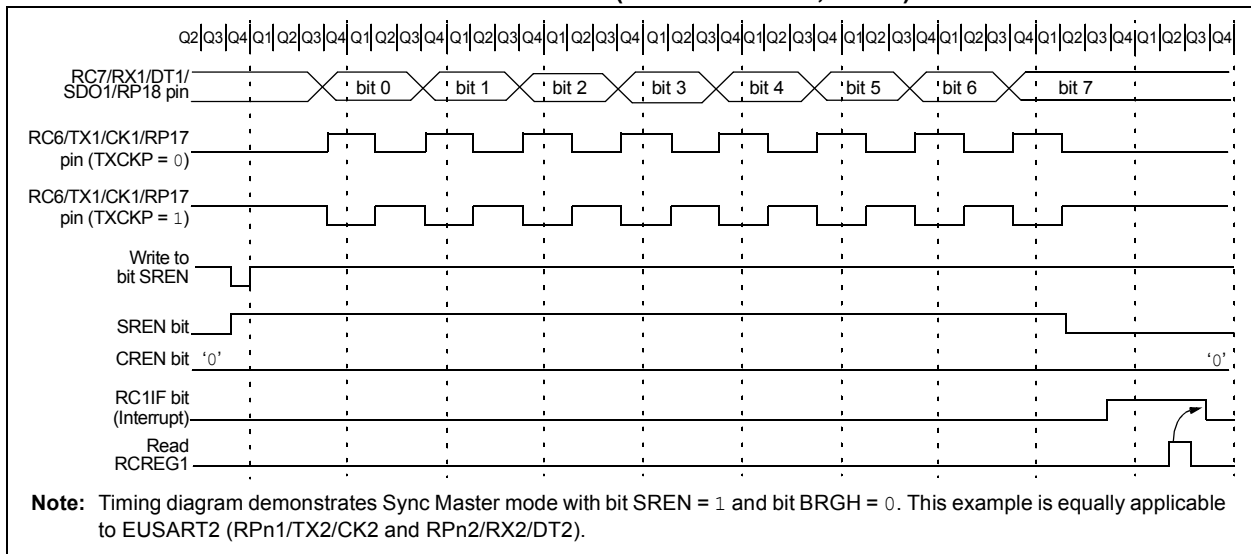 Q2 Q3 Q4 Q1 Q2 Q3 Q4 Q1 Q2 Q3 Q4 Q1 Q2 Q3 Q4 Q1 Q2 Q3 Q4 Q1 Q2 Q3 Q4 Q1 Q2 Q3 Q4 Q1 Q2 Q3 Q4 Q1 Q2 Q3 Q4 Q1 Q2 Q3 Q4 Q1 Q2 Q3 Q4
RC7/RX1/DT1/
SDO1/RP18 pin
bit 0 bit 1 bit 2 bit 3 bit 4 bit 5 bit 6 bit 7
RC6/TX1/CK1/RP17
pin (TXCKP = 0)
RC6/TX1/CK1/RP17
pin (TXCKP = 1)
Write to
bit SREN
SREN bit
CREN bit '0' '0'
RC1IF bit
(Interrupt)
Read
RCREG1
Note: Timing diagram demonstrates Sync Master mode with bit SREN = 1 and bit BRGH = 0. This example is equally applicable
to EUSART2 (RPn1/TX2/CK2 and RPn2/RX2/DT2).